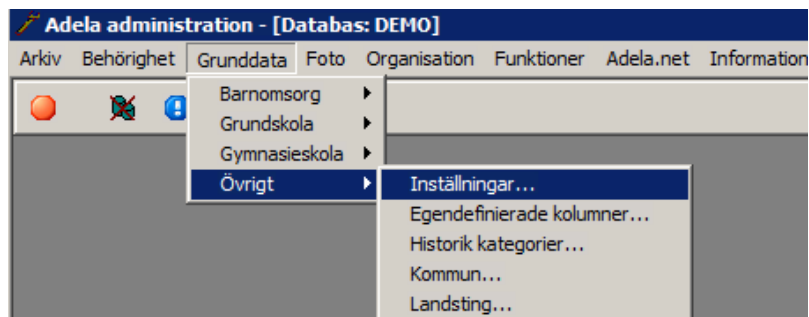 Adela administration - [Databas: DEMO]
Arkiv Behörighet Grunddata Foto Organisation Funktioner Adela.net Information
Barnomsorg
Grundskola
Gymnasieskola
Övrigt
Inställningar...
Egendefinierade kolumner...
Historik kategorier...
Kommun...
Landsting...